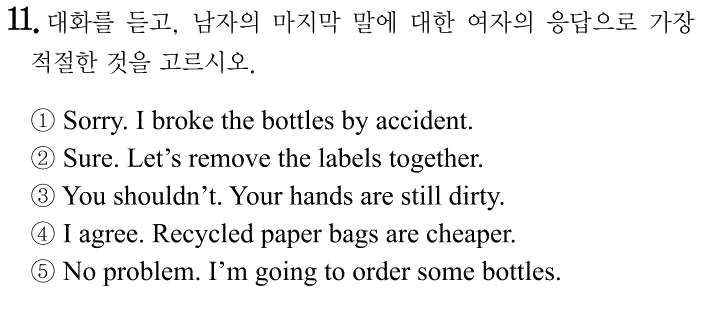 11. 대화를 듣고, 남자의 마지막 말에 대한 여자의 응답으로 가장
적절한 것을 고르시오.
① Sorry. I broke the bottles by accident.
② Sure. Let’s remove the labels together.
③ You shouldn’t. Your hands are still dirty.
④ I agree. Recycled paper bags are cheaper.
⑤ No problem. I’m going to order some bottles.